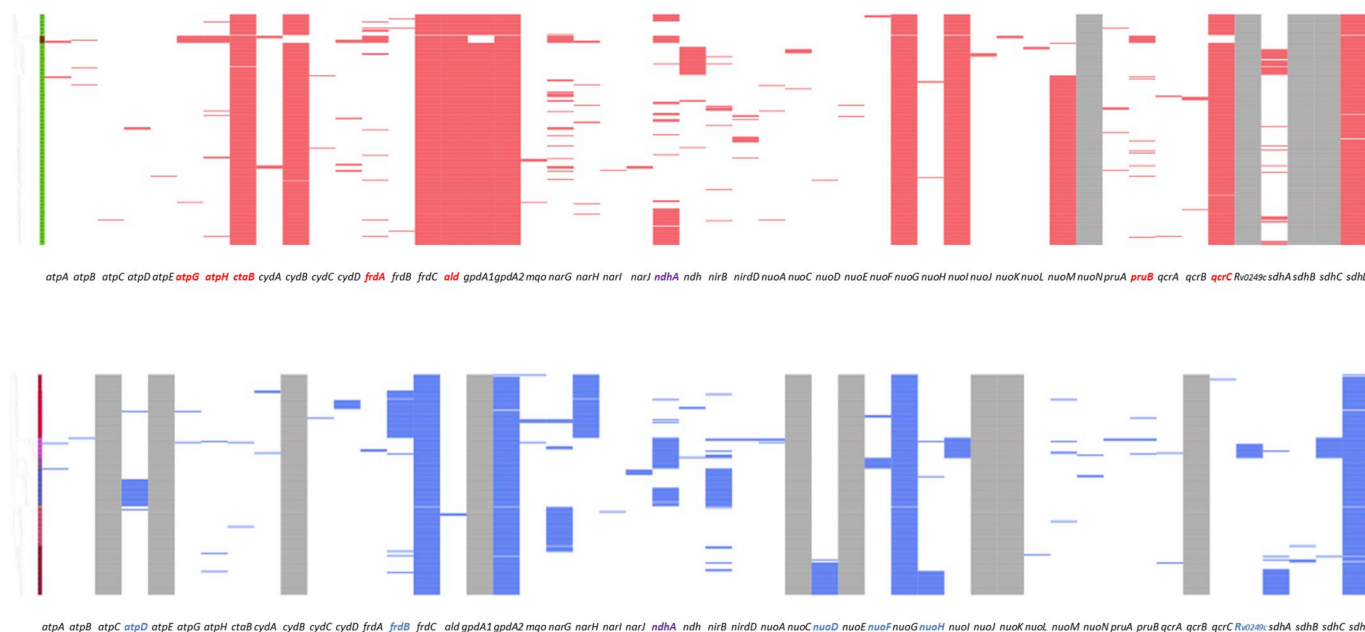 atpA atpB atpC atpD atpE atpG atpH ctaB cydA cydB cydC cydD frdA frdB frdC ald gpdA1 gpdA2 mqo narG narH narI narJ ndhA ndh nirB nirdD nuoA nuoC nuoD nuoE nuoF nuoG nuoH nuoI nuoJ nuoK nuoL nuoM nuoN pruA pruB qcrA qcrB qcrC Rv0249c sdhA sdhB sdhC
atpA atpB atpC atpD atpE atpG atpH ctaB cydA cydB cydC cydD frdA frdB frdC ald gpdA1 gpdA2 mqo narG narH narI narJ ndhA ndh nirB nirD nuoA nuoC nuoD nuoE nuoF nuoG nuoH nuoI nuoJ nuoK nuoL nuoM nuoN pruA pruB qcrA qcrB qcrC Rv0249c sdhA sdhB sdhC